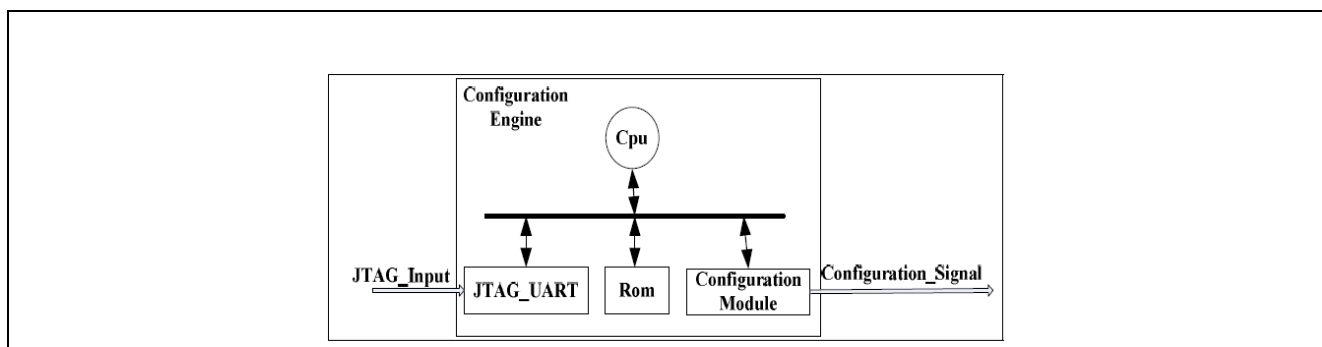 Configuration
Engine
Cpu
JTAG_Input
JTAG_UART
Rom
Configuration
Module
Configuration_Signal